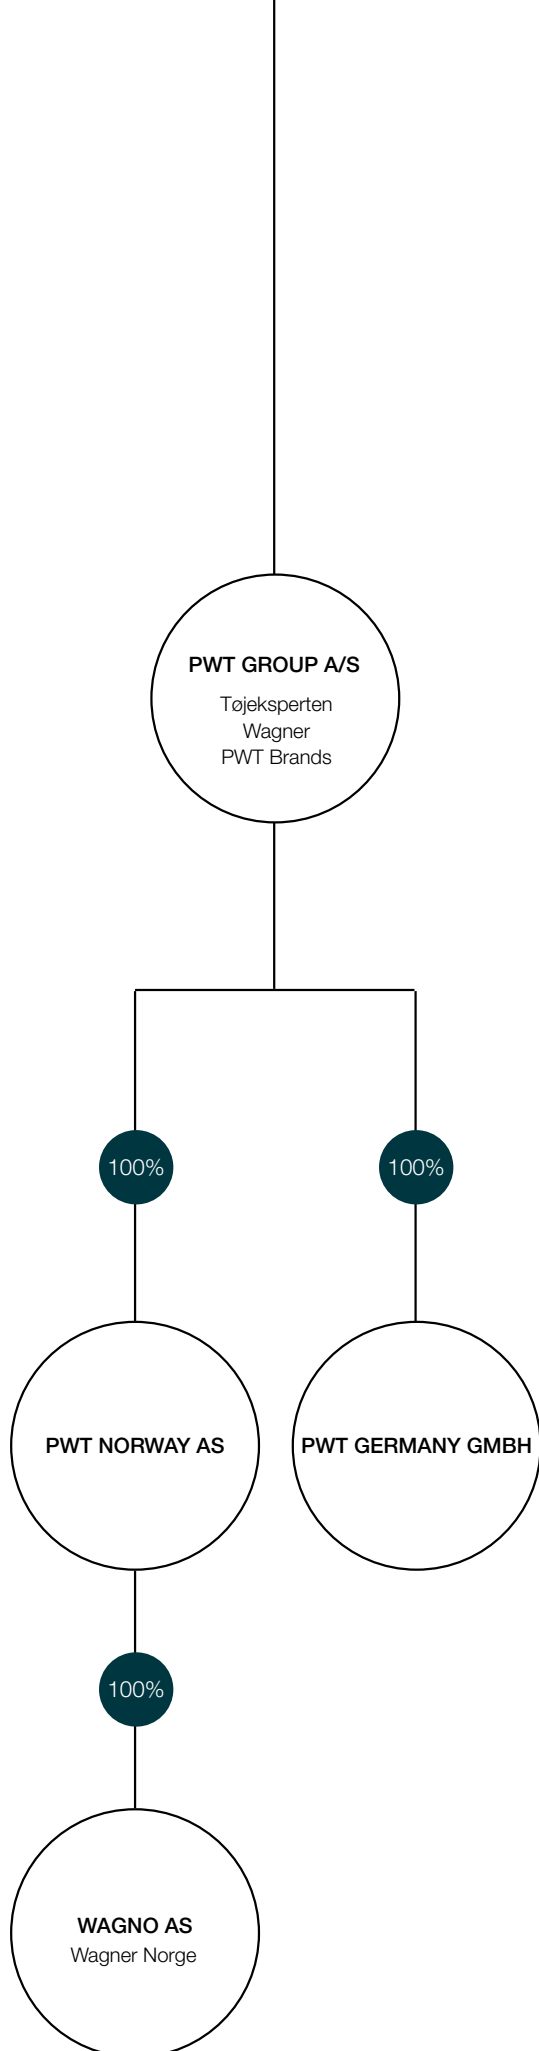 PWT GROUP A/S
Tøjeksperten
Wagner
PWT Brands
100%
100%
PWT NORWAY AS
PWT GERMANY GMBH
100%
WAGNO AS
Wagner Norge